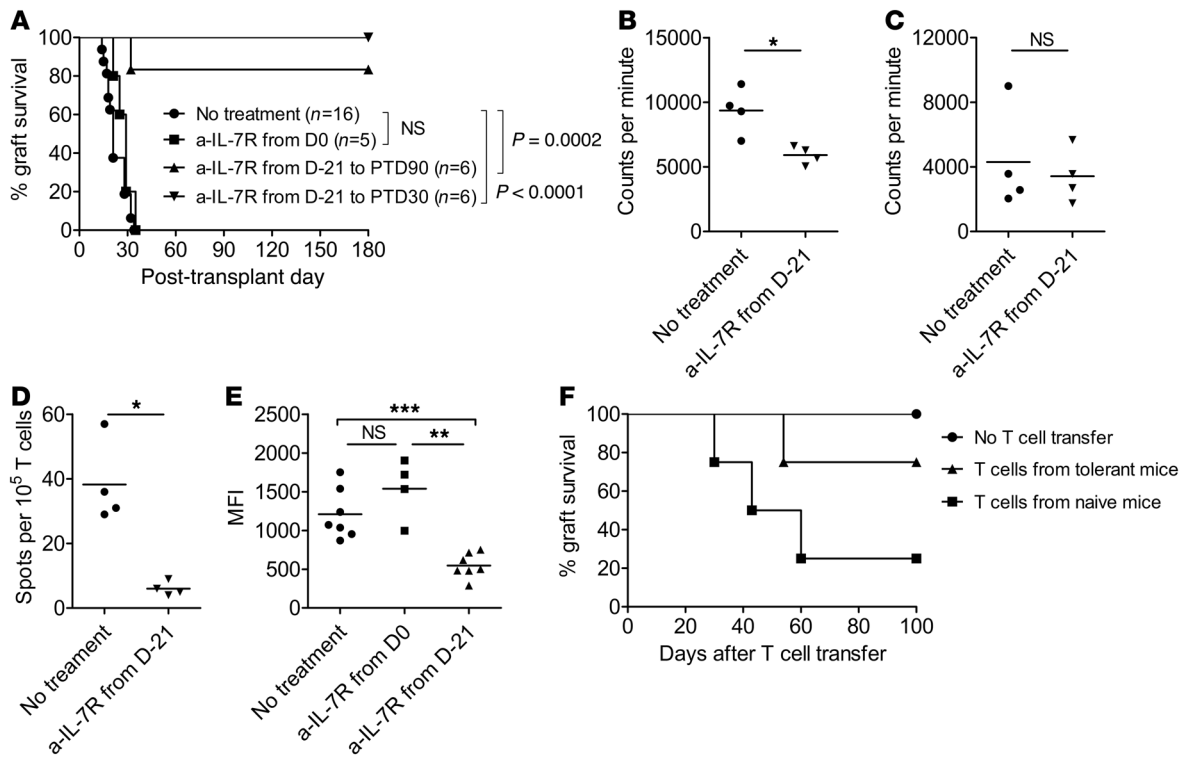 A
% graft survival
100
80
60
40
20
0
0 30 60 90 120 150 180
Post-transplant day
No treatment (n=16)
a-IL-7R from D0 (n=5)
a-IL-7R from D-21 to PTD90 (n=6)
a-IL-7R from D-21 to PTD30 (n=6)
NS
P = 0.0002
P < 0.0001
B
Counts per minute
15000
10000
5000
0
*
No treatment
a-IL-7R from D-21
C
Counts per minute
12000
8000
4000
0
NS
No treatment
a-IL-7R from D-21
D
Spots per 10⁵ T cells
60
40
20
0
*
No treament
a-IL-7R from D-21
E
MFI
2500
2000
1500
1000
500
0
***
NS
**
No treatment
a-IL-7R from D0
a-IL-7R from D-21
F
% graft survival
100
80
60
40
20
0
0 20 40 60 80 100
Days after T cell transfer
No T cell transfer
T cells from tolerant mice
T cells from naive mice